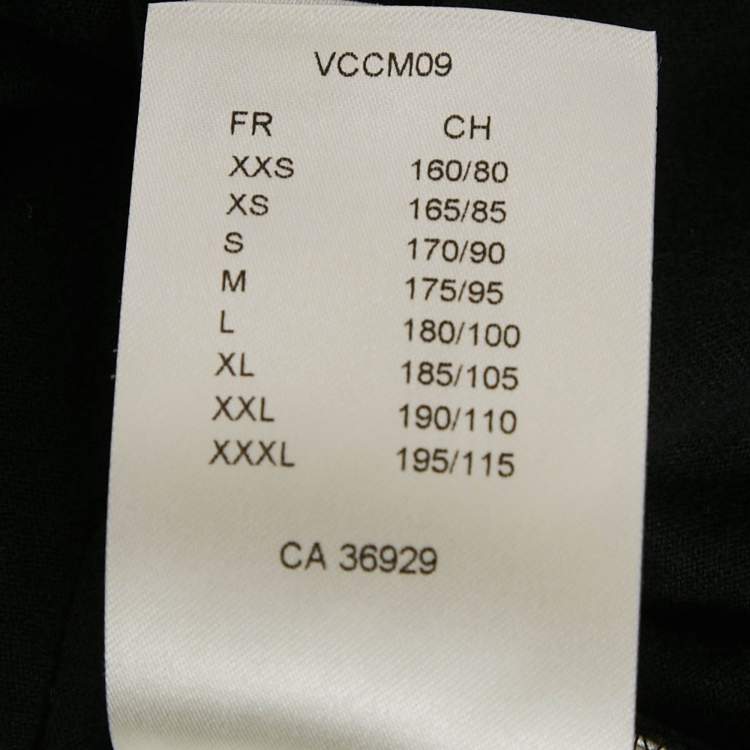 VCCM09
FR CH
XXS 160/80
XS 165/85
S 170/90
M 175/95
L 180/100
XL 185/105
XXL 190/110
XXXL 195/115
CA 36929